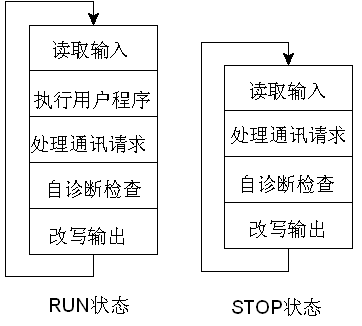 读取输入
执行用户程序
处理通讯请求
自诊断检查
改写输出
RUN状态
读取输入
处理通讯请求
自诊断检查
改写输出
STOP状态